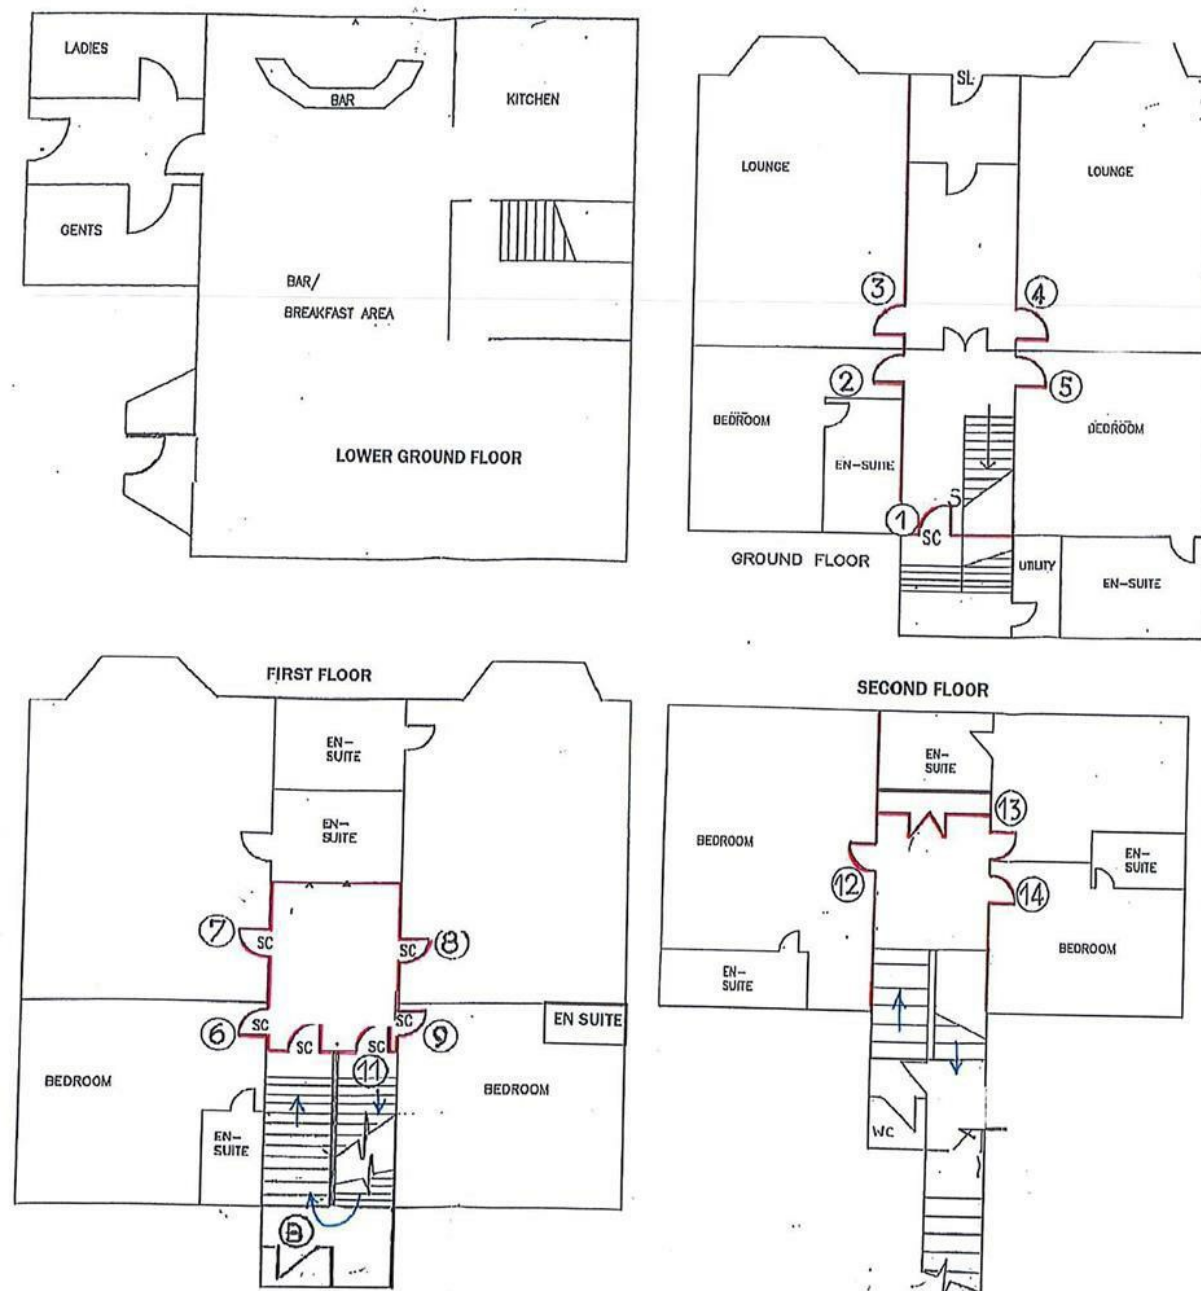 LADIES
BAR
KITCHEN
GENTS
BAR/
BREAKFAST AREA
LOWER GROUND FLOOR
SL
LOUNGE
LOUNGE
3
4
2
5
BEDROOM
BEDROOM
EN-SUITE
S
1
SC
GROUND FLOOR
UTILITY
EN-SUITE
FIRST FLOOR
EN-
SUITE
EN-
SUITE
7
SC
SC
(8)
6
SC
SC
9
SC
SC
11
EN SUITE
BEDROOM
BEDROOM
EN-
SUITE
SECOND FLOOR
EN-
SUITE
13
BEDROOM
EN-
SUITE
12
14
BEDROOM
EN-
SUITE
WC